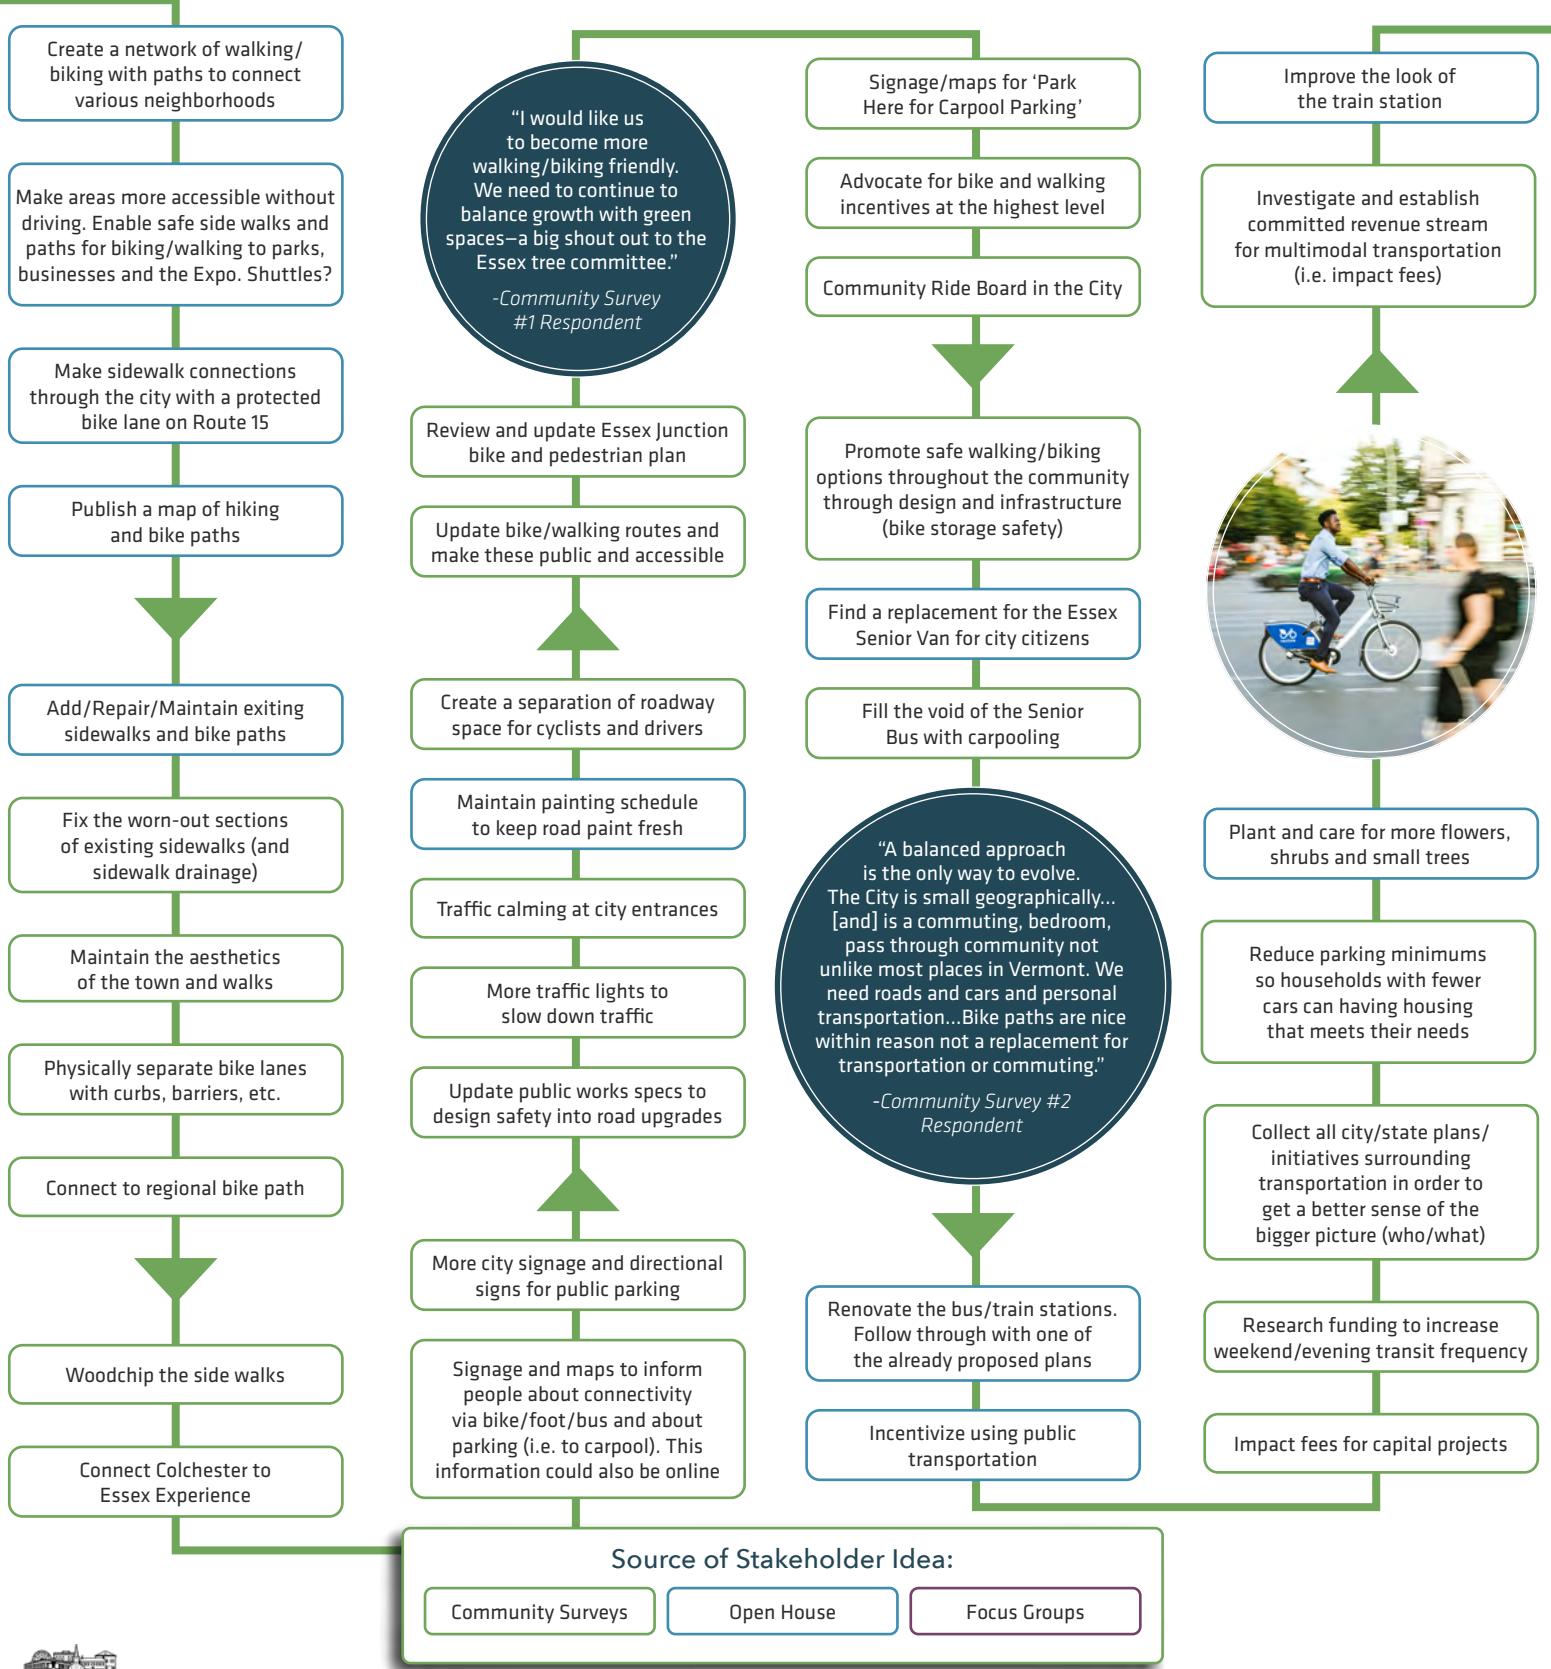 Create a network of walking/
biking with paths to connect
various neighborhoods
Make areas more accessible without
driving. Enable safe side walks and
paths for biking/walking to parks,
businesses and the Expo. Shuttles?
Make sidewalk connections
through the city with a protected
bike lane on Route 15
Publish a map of hiking
and bike paths
Add/Repair/Maintain exiting
sidewalks and bike paths
Fix the worn-out sections
of existing sidewalks (and
sidewalk drainage)
Maintain the aesthetics
of the town and walks
Physically separate bike lanes
with curbs, barriers, etc.
Connect to regional bike path
Woodchip the side walks
Connect Colchester to
Essex Experience
“I would like us
to become more
walking/biking friendly.
We need to continue to
balance growth with green
spaces—a big shout out to the
Essex tree committee.”
-Community Survey
#1 Respondent
Review and update Essex Junction
bike and pedestrian plan
Update bike/walking routes and
make these public and accessible
Create a separation of roadway
space for cyclists and drivers
Maintain painting schedule
to keep road paint fresh
Traffic calming at city entrances
More traffic lights to
slow down traffic
Update public works specs to
design safety into road upgrades
More city signage and directional
signs for public parking
Signage and maps to inform
people about connectivity
via bike/foot/bus and about
parking (i.e. to carpool). This
information could also be online
Signage/maps for ‘Park
Here for Carpool Parking’
Advocate for bike and walking
incentives at the highest level
Community Ride Board in the City
Promote safe walking/biking
options throughout the community
through design and infrastructure
(bike storage safety)
Find a replacement for the Essex
Senior Van for city citizens
Fill the void of the Senior
Bus with carpooling
“A balanced approach
is the only way to evolve.
The City is small geographically...
[and] is a commuting, bedroom,
pass through community not
unlike most places in Vermont. We
need roads and cars and personal
transportation...Bike paths are nice
within reason not a replacement for
transportation or commuting.”
-Community Survey #2
Respondent
Renovate the bus/train stations.
Follow through with one of
the already proposed plans
Incentivize using public
transportation
Improve the look of
the train station
Investigate and establish
committed revenue stream
for multimodal transportation
(i.e. impact fees)
Plant and care for more flowers,
shrubs and small trees
Reduce parking minimums
so households with fewer
cars can having housing
that meets their needs
Collect all city/state plans/
initiatives surrounding
transportation in order to
get a better sense of the
bigger picture (who/what)
Research funding to increase
weekend/evening transit frequency
Impact fees for capital projects
Source of Stakeholder Idea:
Community Surveys
Open House
Focus Groups